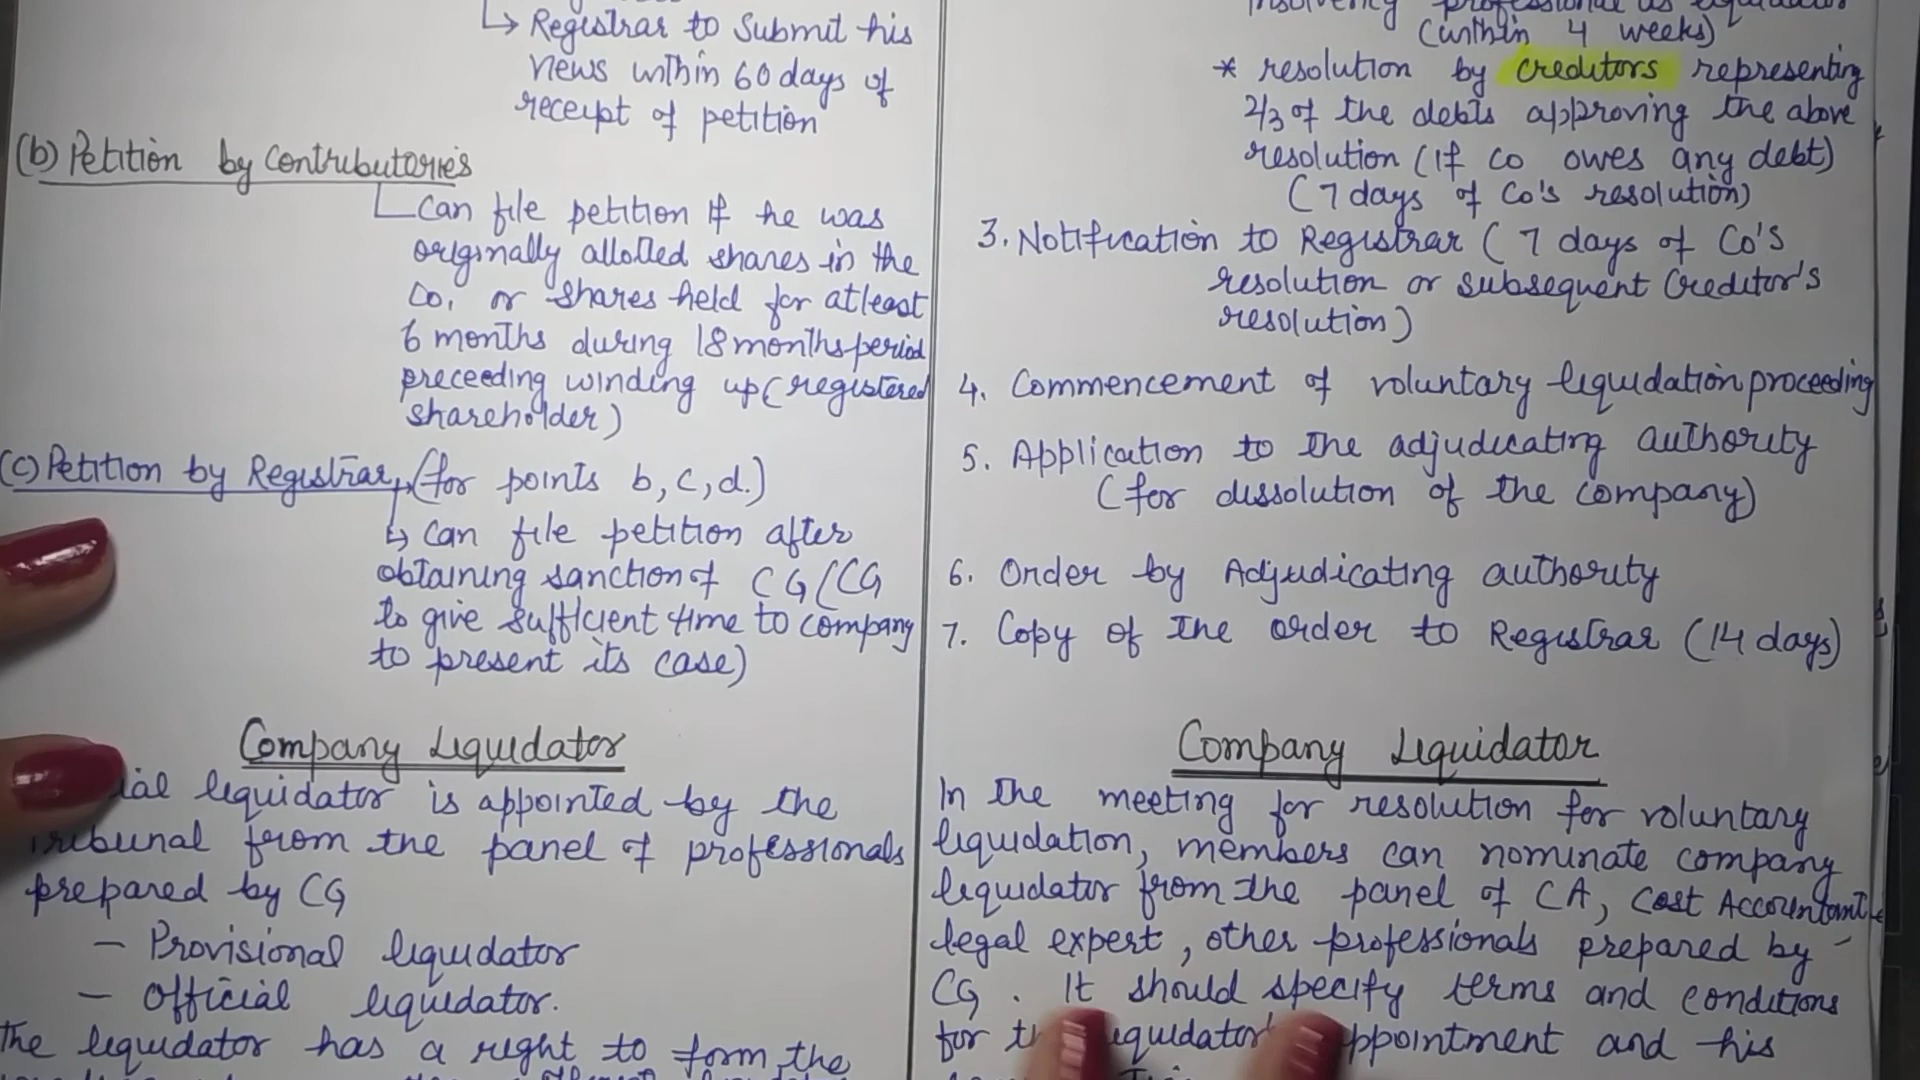 ↳ Registrar to Submit his
news within 60 days of
receipt of petition
(b) Petition by Contributories
Can file petition If he was
originally allotted shares in the
Co, or shares held for atleast
6 months during 18 months period
preceeding winding up (registered
shareholder)
(c) Petition by Registrar, (for points b, c, d.)
↳ Can file petition after
obtaining sanction of CG (CG
to give sufficient time to company
to present its case)
Company Liquidator
ial liquidator is appointed by the
Tribunal from the panel of professionals
prepared by CG
- Provisional liquidator
- Official liquidator.
The liquidator has a right to form the
insolvency professional as liquidator
(within 4 weeks)
* resolution by creditors representing
2/3 of the debts approving the above
resolution (If co owes any debt)
(7 days of Co's resolution)
3. Notification to Registrar (7 days of Co's
resolution or subsequent Creditor's
resolution)
4. Commencement of voluntary liquidation proceeding
5. Application to the adjudicating authority
(for dissolution of the company)
6. Order by Adjudicating authority
7. Copy of the order to Registrar (14 days)
Company Liquidator
In the meeting for resolution for voluntary
liquidation, members can nominate company
liquidator from the panel of CA, Cost Accountant
legal expert, other professionals prepared by
CG. It should specify terms and conditions
for th iquidator ppointment and his